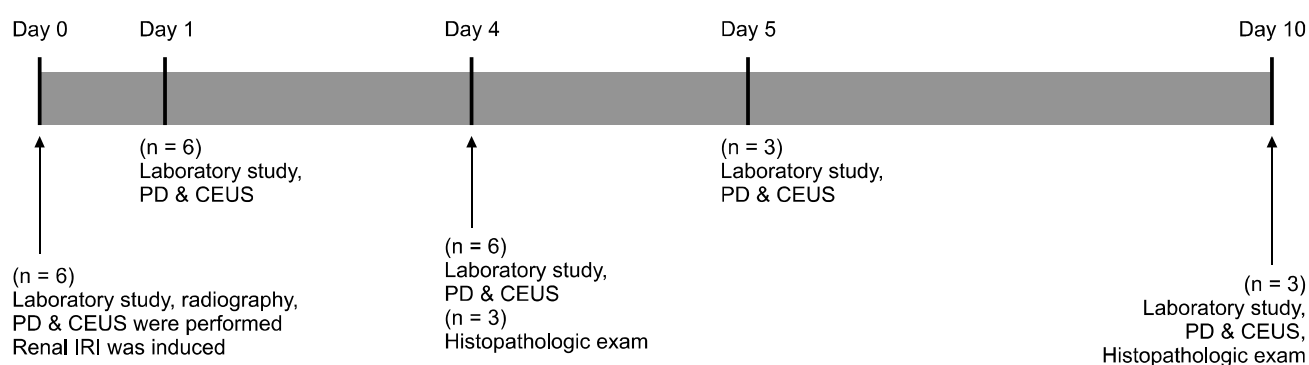 Day 0
Day 1
Day 4
Day 5
Day 10
(n = 6)
Laboratory study, radiography,
PD & CEUS were performed
Renal IRI was induced
(n = 6)
Laboratory study,
PD & CEUS
(n = 6)
Laboratory study,
PD & CEUS
(n = 3)
Histopathologic exam
(n = 3)
Laboratory study,
PD & CEUS
(n = 3)
Laboratory study,
PD & CEUS,
Histopathologic exam